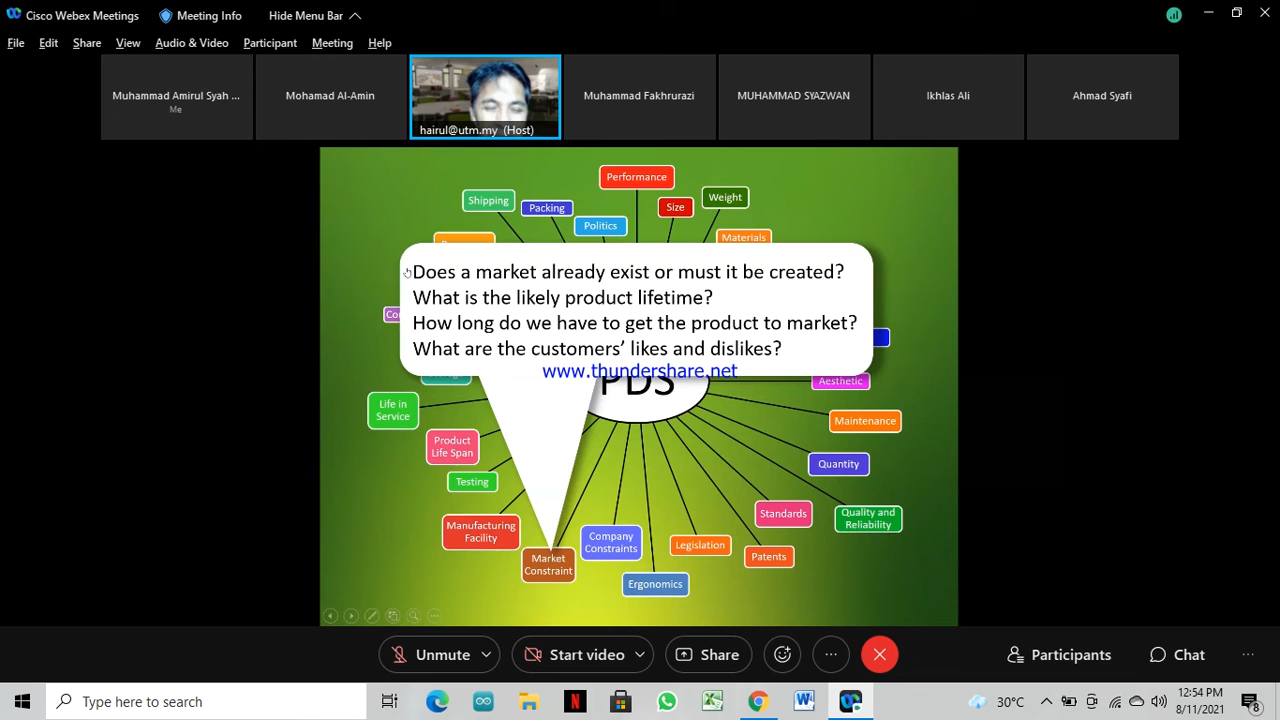 Cisco Webex Meetings
Meeting Info
Hide Menu Bar
File Edit Share View Audio & Video Participant Meeting Help
Muhammad Amirul Syah ...
Me
Mohamad Al-Amin
hairul@utm.my (Host)
Muhammad Fakhrurazi
MUHAMMAD SYAZWAN
Ikhlas Ali
Ahmad Syafi
Performance
Shipping
Packing
Politics
Size
Weight
Materials
Does a market already exist or must it be created?
What is the likely product lifetime?
How long do we have to get the product to market?
What are the customers’ likes and dislikes?
www.thundershare.net
PDS
Aesthetic
Life in
Service
Maintenance
Product
Life Span
Quantity
Testing
Standards
Quality and
Reliability
Manufacturing
Facility
Company
Constraints
Legislation
Patents
Market
Constraint
Ergonomics
Unmute
Start video
Share
Participants
Chat
Type here to search
30°C
12:54 PM
8/11/2021
8